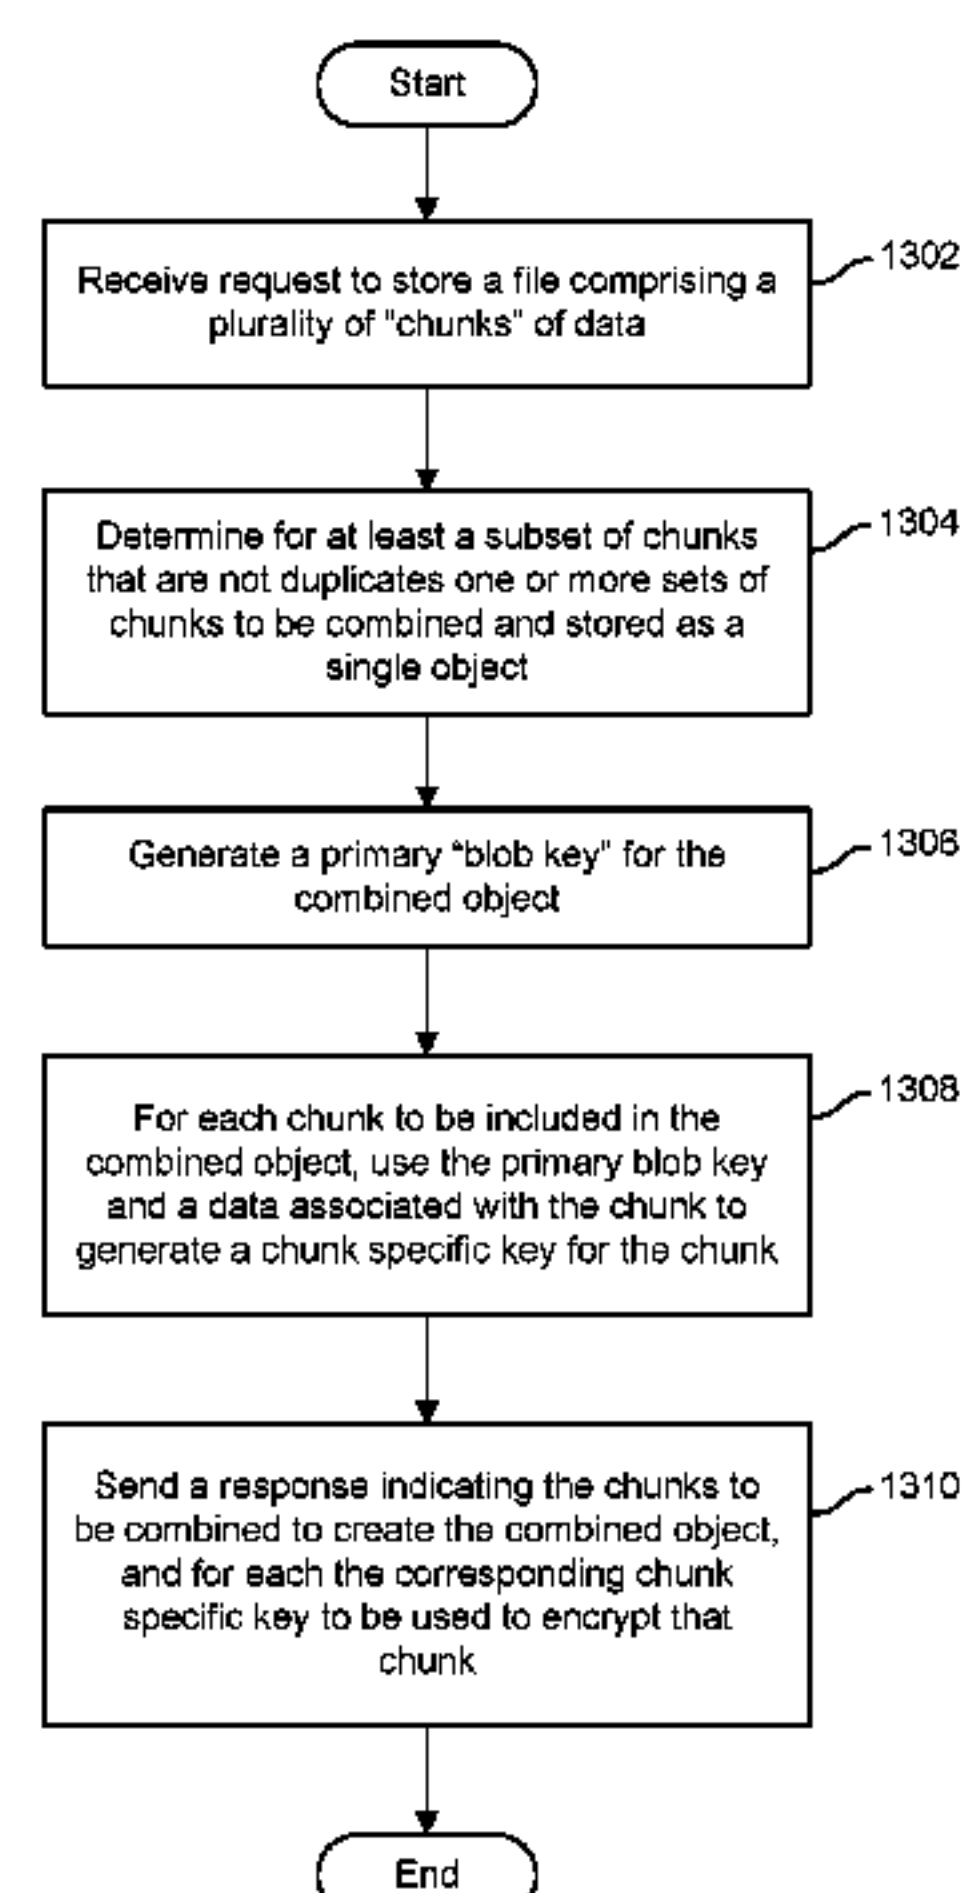 Start
Receive request to store a file comprising a
plurality of "chunks" of data
1302
Determine for at least a subset of chunks
that are not duplicates one or more sets of
chunks to be combined and stored as a
single object
1304
Generate a primary “blob key” for the
combined object
1306
For each chunk to be included in the
combined object, use the primary blob key
and a data associated with the chunk to
generate a chunk specific key for the chunk
1308
Send a response indicating the chunks to
be combined to create the combined object,
and for each the corresponding chunk
specific key to be used to encrypt that
chunk
1310
End